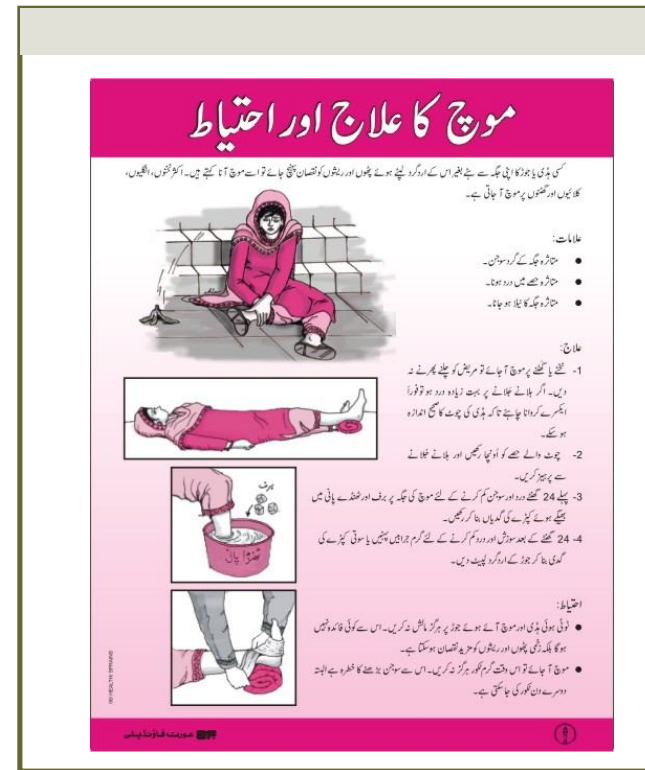 موچ کا علاج اور احتیاط
کسی ہڈی یا جوڑ کا اپنی جگہ سے ہٹے بغیر اس کے اردگرد لپٹے ہوئے پٹھوں اور ریشوں کو نقصان پہنچ جائے تو اسے موچ آنا کہتے ہیں۔ اکثر ٹخنوں، انگلیوں،
کلائیوں اور گھٹنوں پر موچ آ جاتی ہے۔
علامات:
● متاثرہ جگہ کے گرد سوجن۔
● متاثرہ حصے میں درد ہونا۔
● متاثرہ جگہ کا نیلا ہو جانا۔
علاج:
1- ٹخنے یا گھٹنے پر موچ آ جائے تو مریض کو چلنے پھرنے نہ
دیں۔ اگر ہلانے جلانے پر بہت زیادہ درد ہو تو فوراً
ایکسرے کروانا چاہئے تاکہ ہڈی کی چوٹ کا صحیح اندازہ
ہو سکے۔
2- چوٹ والے حصے کو اُونچا رکھیں اور ہلانے جلانے
سے پرہیز کریں۔
3- پہلے 24 گھنٹے درد اور سوجن کم کرنے کے لئے موچ کی جگہ پر برف اور ٹھنڈے پانی میں
بھیگے ہوئے کپڑے کی گدیاں بنا کر رکھیں۔
برف
ٹھنڈا پانی
4- 24 گھنٹے کے بعد سوزش اور درد کم کرنے کے لئے گرم جرابیں پہنیں یا سوتی کپڑے کی
گدی بنا کر جوڑ کے اردگرد لپیٹ دیں۔
احتیاط:
● ٹوٹی ہوئی ہڈی اور موچ آئے ہوئے جوڑ پر ہرگز مالش نہ کریں۔ اس سے کوئی فائدہ نہیں
ہوگا بلکہ زخمی پٹھوں اور ریشوں کو مزید نقصان ہوسکتا ہے۔
● موچ آ جائے تو اس وقت گرم ٹکور ہرگز نہ کریں۔ اس سے سوجن بڑھنے کا خطرہ ہے البتہ
دوسرے دن ٹکور کی جاسکتی ہے۔
عورت فاؤنڈیشن